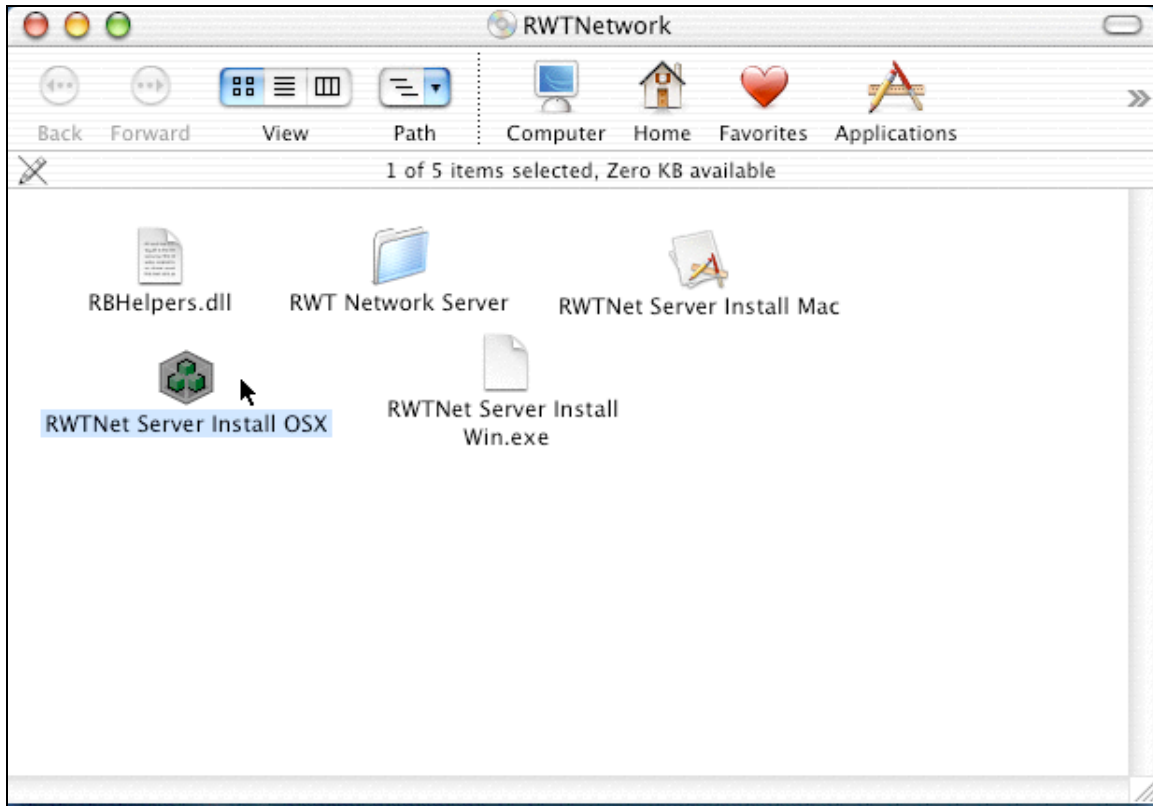 RWTNetwork
Back Forward View Path Computer Home Favorites Applications
1 of 5 items selected, Zero KB available
RBHelpers.dll
RWT Network Server
RWTNet Server Install Mac
RWTNet Server Install OSX
RWTNet Server Install
Win.exe